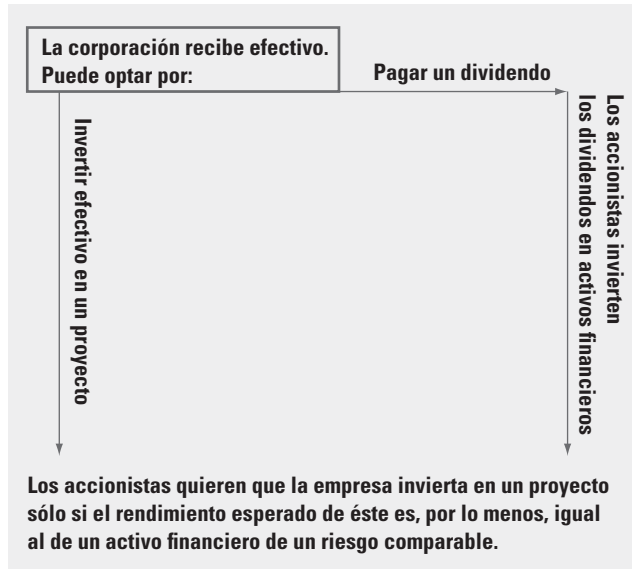 La corporación recibe efectivo.
Puede optar por:
Pagar un dividendo
Invertir efectivo en un proyecto
Los accionistas invierten
los dividendos en activos financieros
Los accionistas quieren que la empresa invierta en un proyecto
sólo si el rendimiento esperado de éste es, por lo menos, igual
al de un activo financiero de un riesgo comparable.